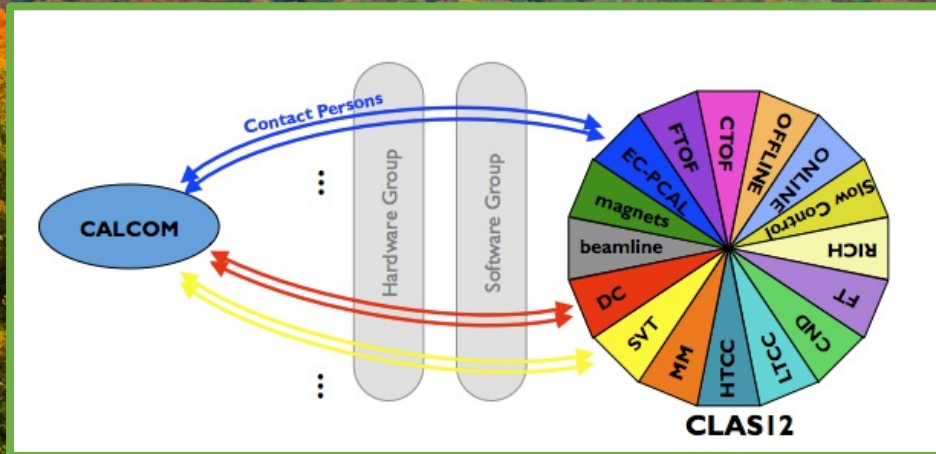 Contact Persons
...
...
CALCOM
Hardware Group
Software Group
EC-PCAL
FTOF
CTOF
OFFLINE
ONLINE
Slow Control
RICH
FT
CND
LTCC
HTCC
MM
SVT
DC
beamline
magnets
CLAS12